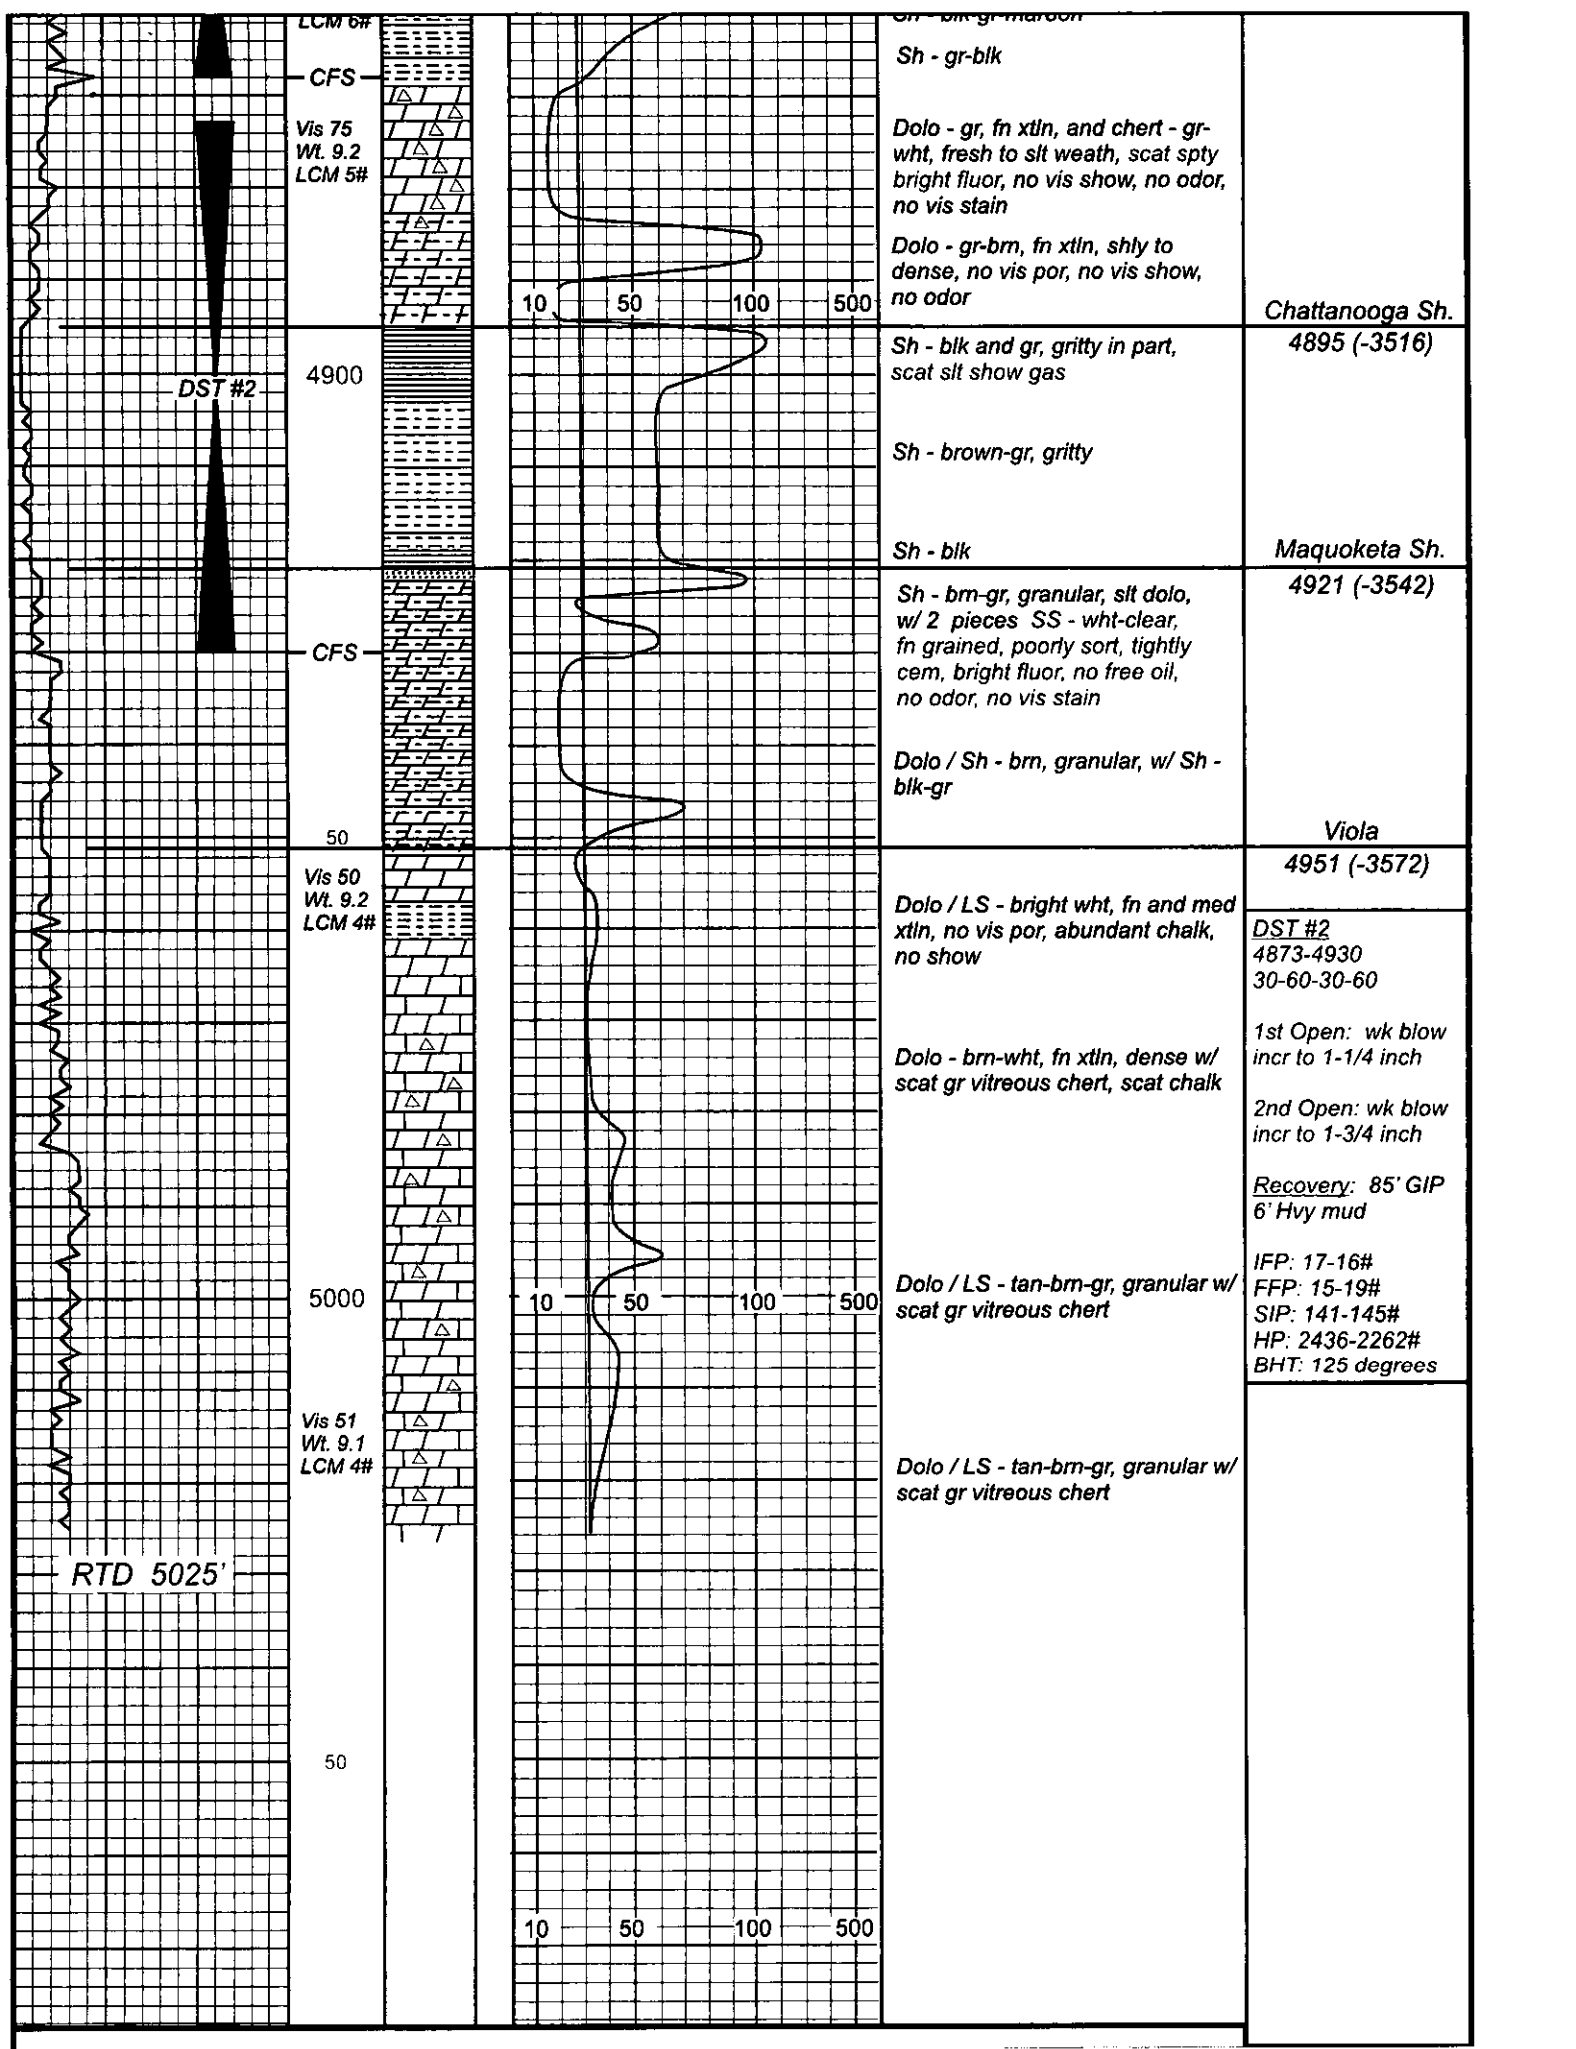 LCM 6#
Sh - blk-gr-maroon
Sh - gr-blk
CFS
Vis 75
Wt. 9.2
LCM 5#
Dolo - gr, fn xtln, and chert - gr-
wht, fresh to slt weath, scat spty
bright fluor, no vis show, no odor,
no vis stain
Dolo - gr-brn, fn xtln, shly to
dense, no vis por, no vis show,
no odor
10 50 100 500
Chattanooga Sh.
4895 (-3516)
Sh - blk and gr, gritty in part,
scat slt show gas
4900
DST #2
Sh - brown-gr, gritty
Sh - blk
Maquoketa Sh.
4921 (-3542)
Sh - brn-gr, granular, slt dolo,
w/ 2 pieces SS - wht-clear,
fn grained, poorly sort, tightly
cem, bright fluor, no free oil,
no odor, no vis stain
CFS
Dolo / Sh - brn, granular, w/ Sh -
blk-gr
50
Viola
4951 (-3572)
Vis 50
Wt. 9.2
LCM 4#
Dolo / LS - bright wht, fn and med
xtln, no vis por, abundant chalk,
no show
DST #2
4873-4930
30-60-30-60
1st Open: wk blow
incr to 1-1/4 inch
2nd Open: wk blow
incr to 1-3/4 inch
Recovery: 85' GIP
6' Hvy mud
IFP: 17-16#
FFP: 15-19#
SIP: 141-145#
HP: 2436-2262#
BHT: 125 degrees
Dolo - brn-wht, fn xtln, dense w/
scat gr vitreous chert, scat chalk
5000
10 50 100 500
Dolo / LS - tan-brn-gr, granular w/
scat gr vitreous chert
Vis 51
Wt. 9.1
LCM 4#
Dolo / LS - tan-brn-gr, granular w/
scat gr vitreous chert
RTD 5025'
50
10 50 100 500